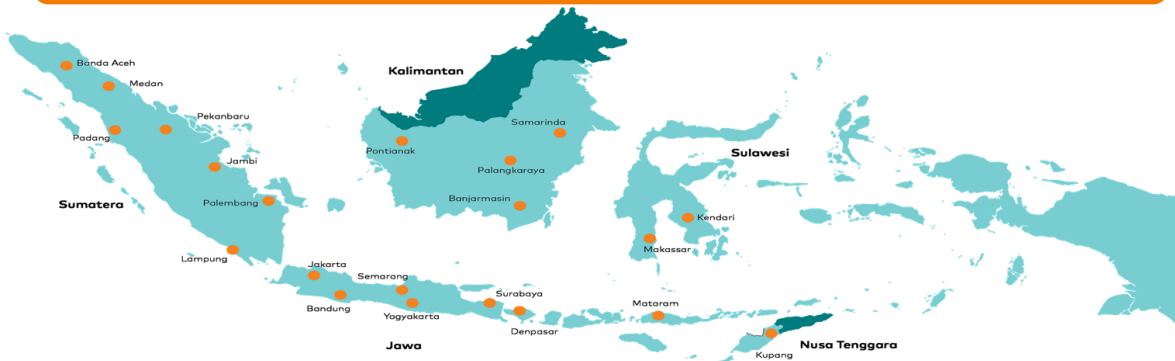 Banda Aceh
Medan
Pekanbaru
Padang
Jambi
Palembang
Sumatera
Lampung
Kalimantan
Samarinda
Pontianak
Palangkaraya
Banjarmasin
Sulawesi
Kendari
Makassar
Jakarta
Semarang
Surabaya
Bandung
Yogyakarta
Denpasar
Mataram
Jawa
Nusa Tenggara
Kupang